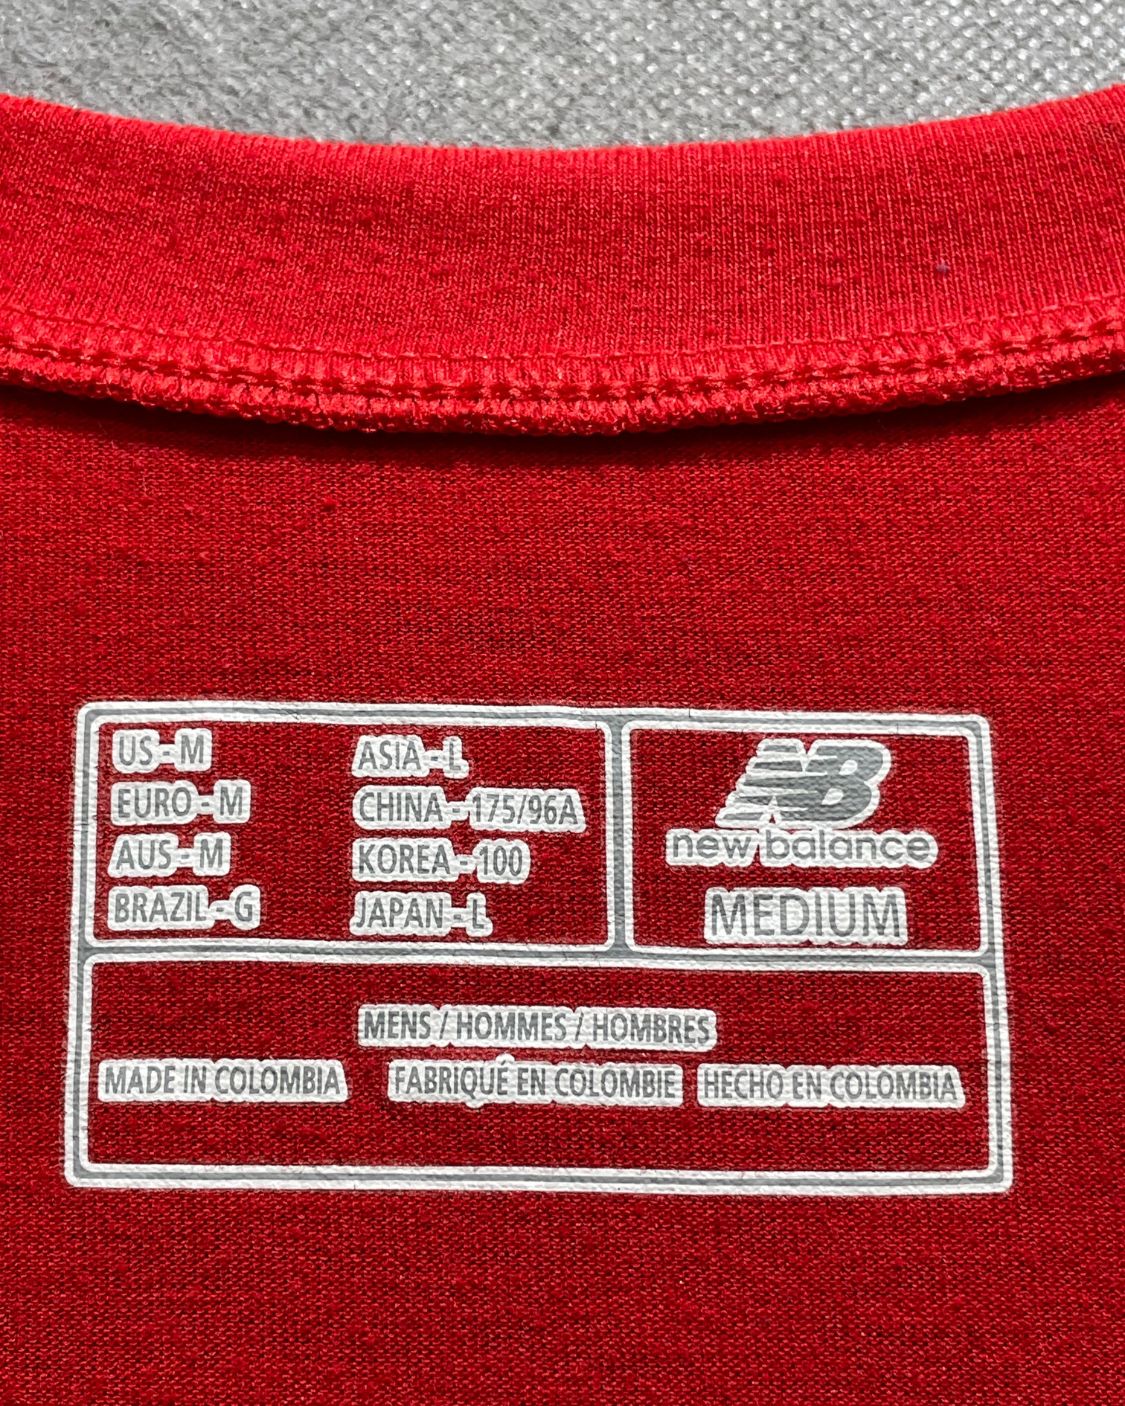 US - M
EURO - M
AUS - M
BRAZIL - G
ASIA - L
CHINA - 175/96A
KOREA - 100
JAPAN - L
NB
new balance
MEDIUM
MENS / HOMMES / HOMBRES
MADE IN COLOMBIA FABRIQUÉ EN COLOMBIE HECHO EN COLOMBIA